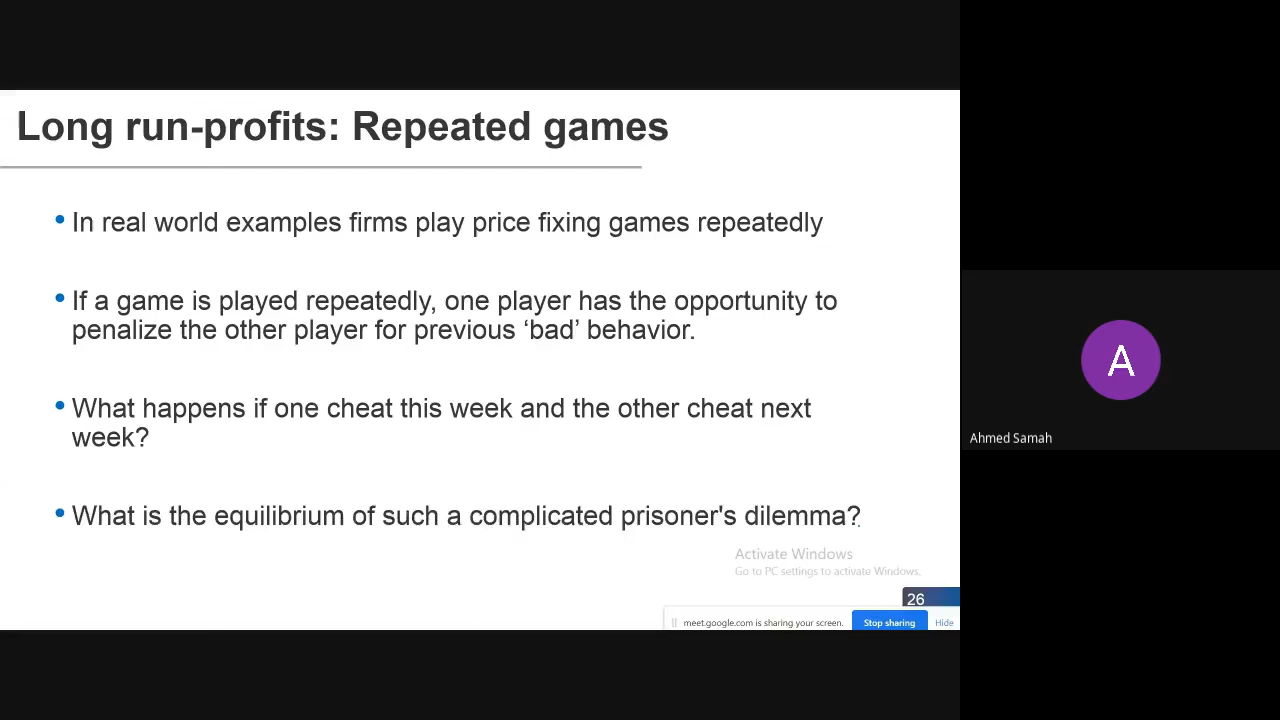 Long run-profits: Repeated games
• In real world examples firms play price fixing games repeatedly
• If a game is played repeatedly, one player has the opportunity to
penalize the other player for previous ‘bad’ behavior.
• What happens if one cheat this week and the other cheat next
week?
• What is the equilibrium of such a complicated prisoner's dilemma?
Activate Windows
Go to PC settings to activate Windows.
26
meet.google.com is sharing your screen. Stop sharing Hide
A
Ahmed Samah